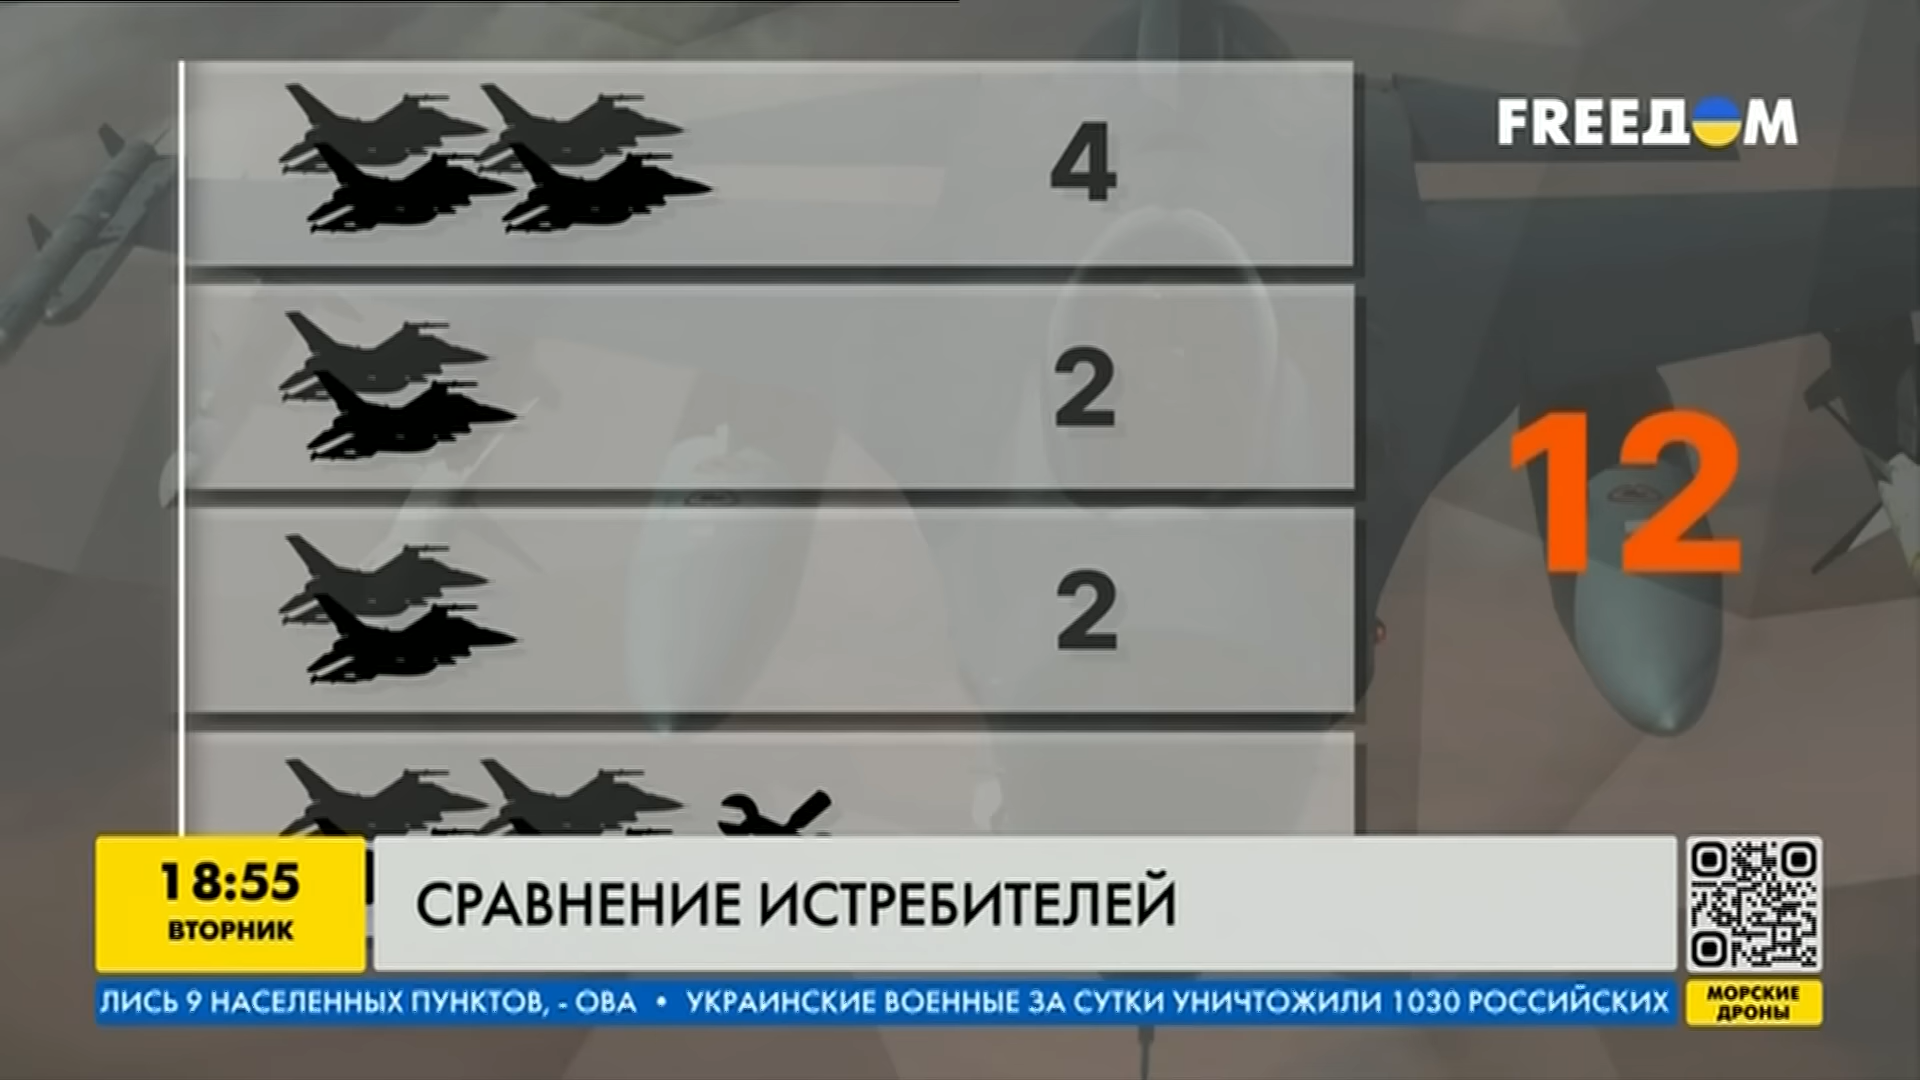 4
FREEДOM
2
12
2
18:55
ВТОРНИК
СРАВНЕНИЕ ИСТРЕБИТЕЛЕЙ
ЛИСЬ 9 НАСЕЛЕННЫХ ПУНКТОВ, - ОВА • УКРАИНСКИЕ ВОЕННЫЕ ЗА СУТКИ УНИЧТОЖИЛИ 1030 РОССИЙСКИХ
МОРСКИЕ
ДРОНЫ